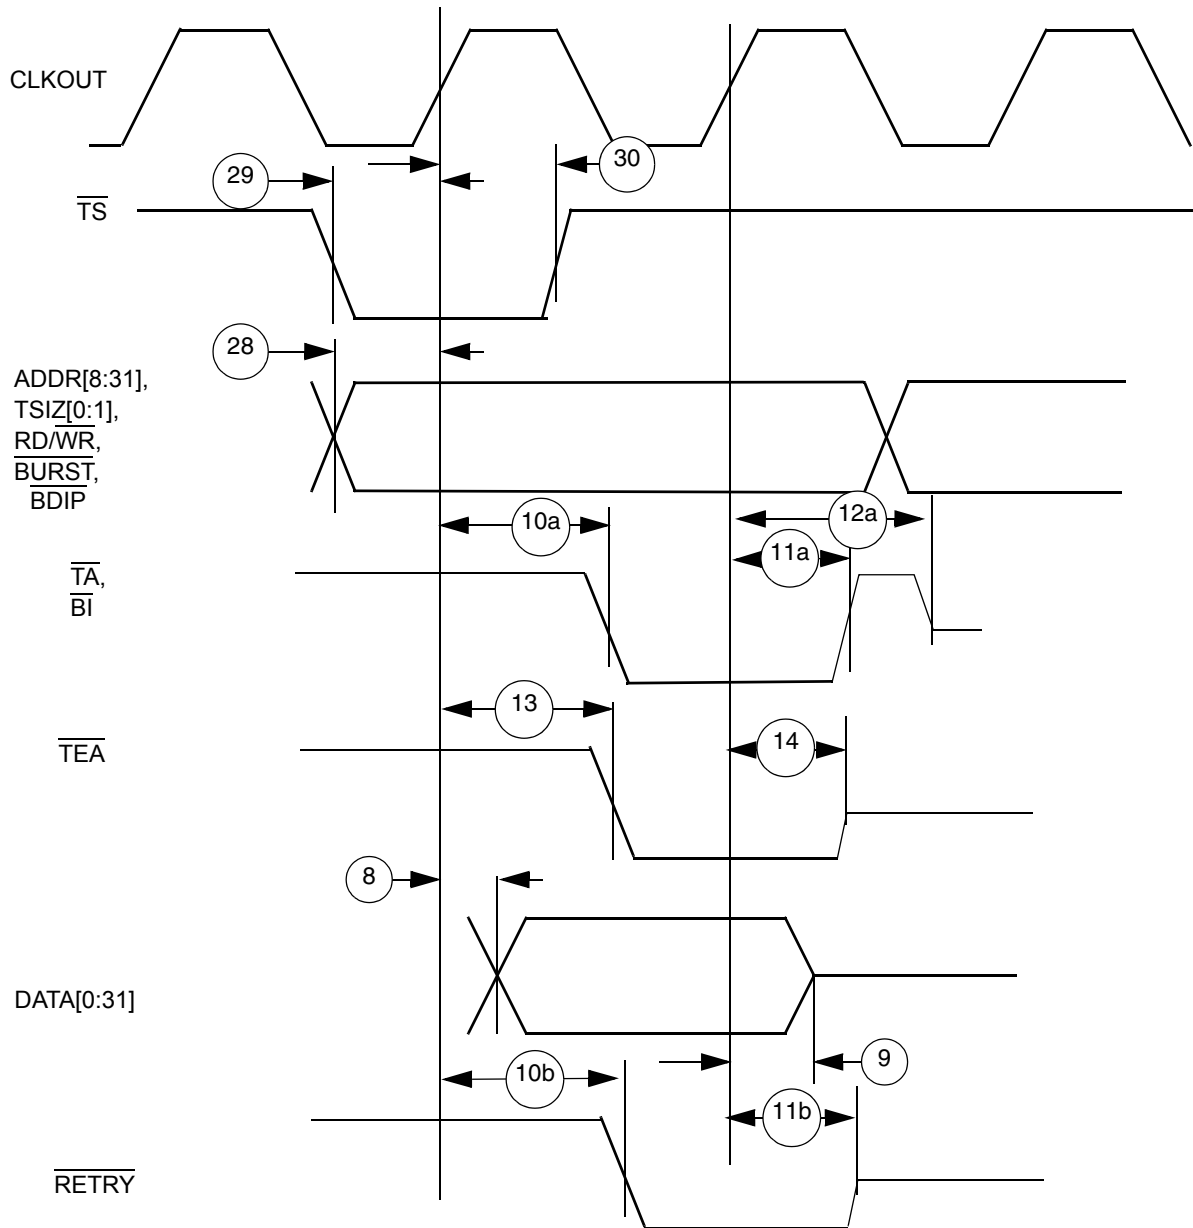 CLKOUT
30
29
TS
28
ADDR[8:31],
TSIZ[0:1],
RD/WR,
BURST,
BDIP
10a
12a
11a
TA,
BI
13
14
TEA
8
DATA[0:31]
9
10b
11b
RETRY